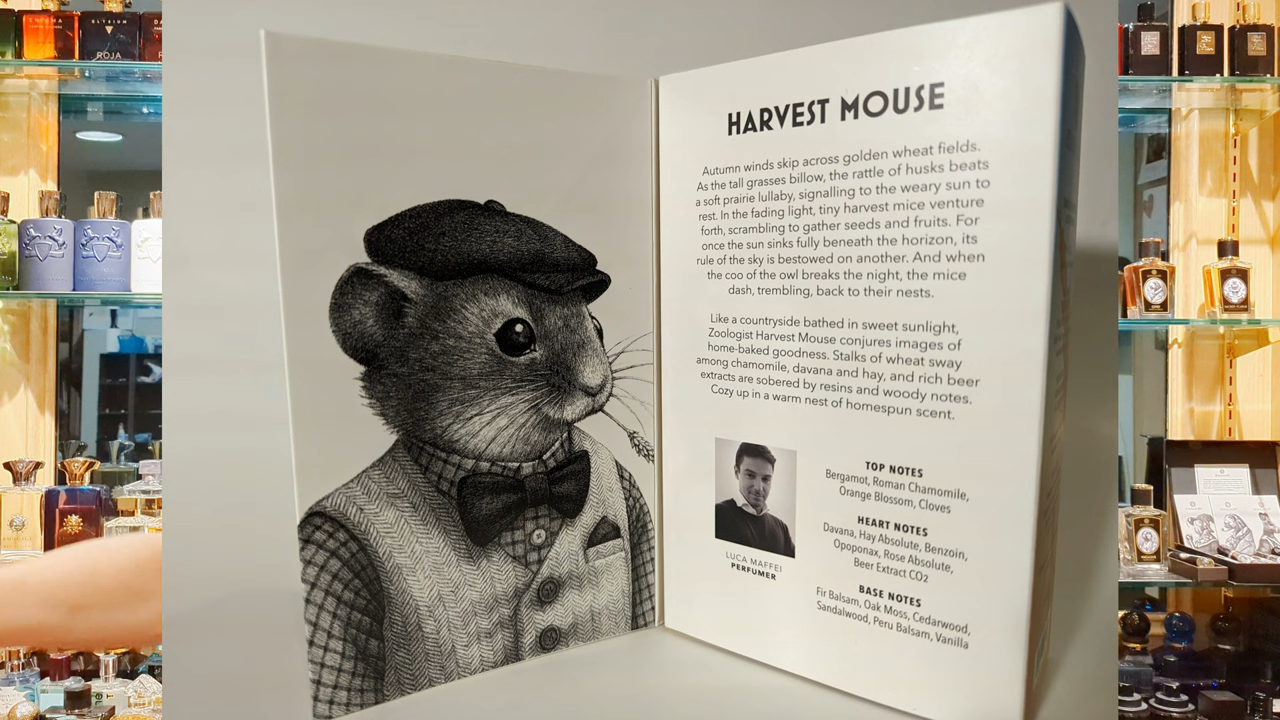 HARVEST MOUSE
Autumn winds skip across golden wheat fields.
As the tall grasses billow, the rattle of husks beats
a soft prairie lullaby, signalling to the weary sun to
rest. In the fading light, tiny harvest mice venture
forth, scrambling to gather seeds and fruits. For
once the sun sinks fully beneath the horizon, its
rule of the sky is bestowed on another. And when
the coo of the owl breaks the night, the mice
dash, trembling, back to their nests.
Like a countryside bathed in sweet sunlight,
Zoologist Harvest Mouse conjures images of
home-baked goodness. Stalks of wheat sway
among chamomile, davana and hay, and rich beer
extracts are sobered by resins and woody notes.
Cozy up in a warm nest of homespun scent.
LUCA MAFFEI
PERFUMER
TOP NOTES
Bergamot, Roman Chamomile,
Orange Blossom, Cloves
HEART NOTES
Davana, Hay Absolute, Benzoin,
Opoponax, Rose Absolute,
Beer Extract CO2
BASE NOTES
Fir Balsam, Oak Moss, Cedarwood,
Sandalwood, Peru Balsam, Vanilla
ENIGMA
ELYSIUM
ROJA